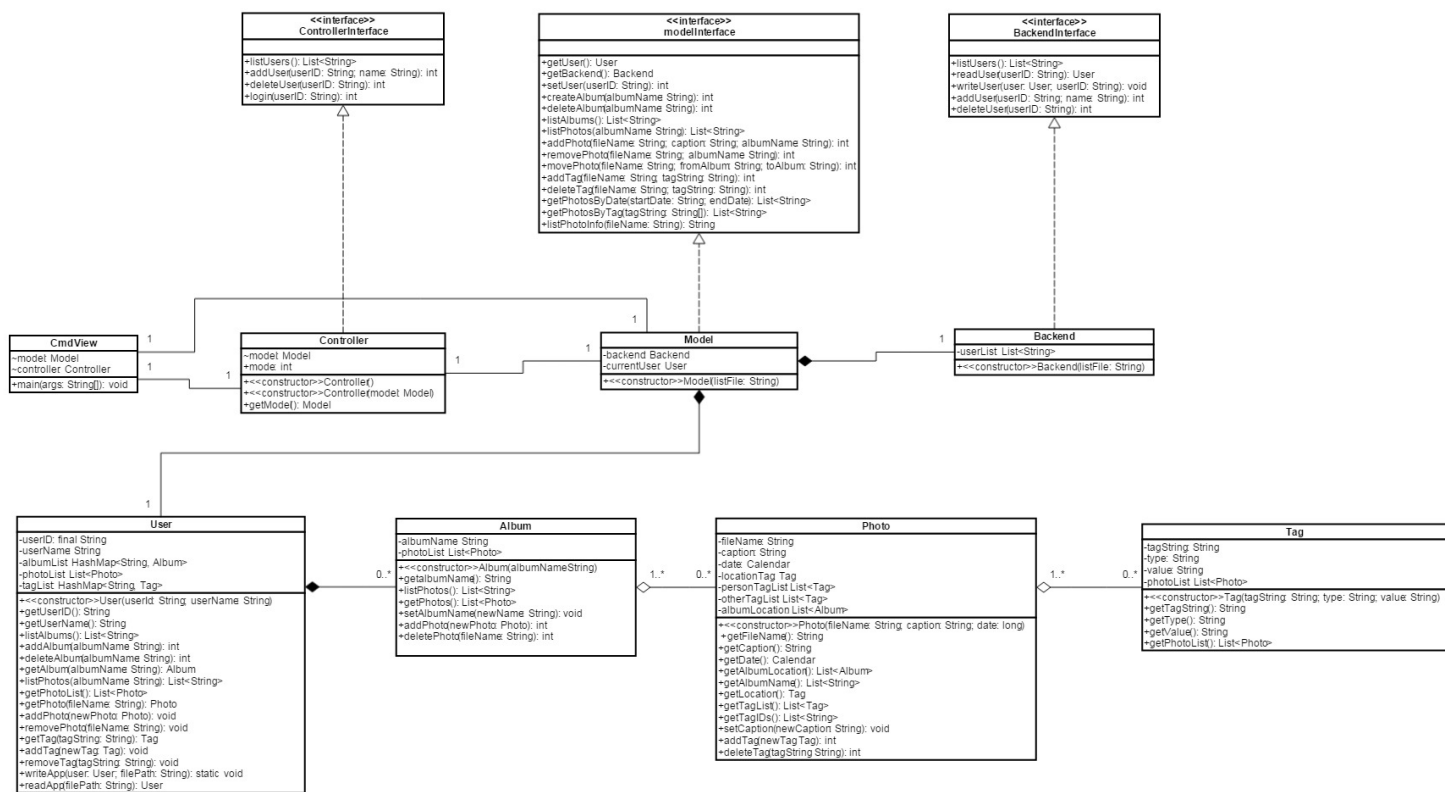 <<interface>>
ControllerInterface
+listUsers(): List<String>
+addUser(userID: String; name: String): int
+deleteUser(userID: String): int
+login(userID: String): int
<<interface>>
modelInterface
+getUser(): User
+getBackend(): Backend
+setUser(userID: String): int
+createAlbum(albumName: String): int
+deleteAlbum(albumName: String): int
+listAlbums(): List<String>
+listPhotos(albumName: String): List<String>
+addPhoto(fileName: String; caption: String; albumName: String): int
+removePhoto(fileName: String; albumName: String): int
+movePhoto(fileName: String; fromAlbum: String; toAlbum: String): int
+addTag(fileName: String; tagString: String): int
+deleteTag(fileName: String; tagString: String): int
+getPhotosByDate(startDate: String; endDate): List<String>
+getPhotosByTag(tagString: String[]): List<String>
+listPhotoInfo(fileName: String): String
<<interface>>
BackendInterface
+listUsers(): List<String>
+readUser(userID: String): User
+writeUser(user: User; userID: String): void
+addUser(userID: String; name: String): int
+deleteUser(userID: String): int
CmdView
~model: Model
~controller: Controller
+main(args: String[]): void
1
1
1
Controller
~model: Model
+mode: int
+<<constructor>>Controller()
+<<constructor>>Controller(model: Model)
+getModel(): Model
1
1
1
Model
-backend: Backend
-currentUser: User
+<<constructor>>Model(listFile: String)
1
Backend
-userList: List<String>
+<<constructor>>Backend(listFile: String)
1
User
-userID: final String
-userName: String
-albumList: HashMap<String, Album>
-photoList: List<Photo>
-tagList: HashMap<String, Tag>
+<<constructor>>User(userId: String; userName: String)
+getUserID(): String
+getUserName(): String
+listAlbums(): List<String>
+addAlbum(albumName: String): int
+deleteAlbum(albumName: String): int
+getAlbum(albumName: String): Album
+listPhotos(albumName: String): List<String>
+getPhotoList(): List<Photo>
+getPhoto(fileName: String): Photo
+addPhoto(newPhoto: Photo): void
+removePhoto(fileName: String): void
+getTag(tagString: String): Tag
+addTag(newTag: Tag): void
+removeTag(tagString: String): void
+writeApp(user: User; filePath: String): static void
+readApp(filePath: String): User
0..*
Album
-albumName: String
-photoList: List<Photo>
+<<constructor>>Album(albumNameString)
+getalbumName(): String
+listPhotos(): List<String>
+getPhotos(): List<Photo>
+setAlbumName(newName: String): void
+addPhoto(newPhoto: Photo): int
+deletePhoto(fileName: String): int
1..*
0..*
Photo
-fileName: String
-caption: String
-date: Calendar
-locationTag: Tag
-personTagList: List<Tag>
-otherTagList: List<Tag>
-albumLocation: List<Album>
+<<constructor>>Photo(fileName: String; caption: String; date: long)
+getFileName(): String
+getCaption(): String
+getDate(): Calendar
+getAlbumLocation(): List<Album>
+getAlbumName(): List<String>
+getLocation(): Tag
+getTagList(): List<Tag>
+getTagIDs(): List<String>
+setCaption(newCaption: String): void
+addTag(newTag:Tag): int
+deleteTag(tagString: String): int
1..*
0..*
Tag
-tagString: String
-type: String
-value: String
-photoList: List<Photo>
+<<constructor>>Tag(tagString: String; type: String; value: String)
+getTagString(): String
+getType(): String
+getValue(): String
+getPhotoList(): List<Photo>